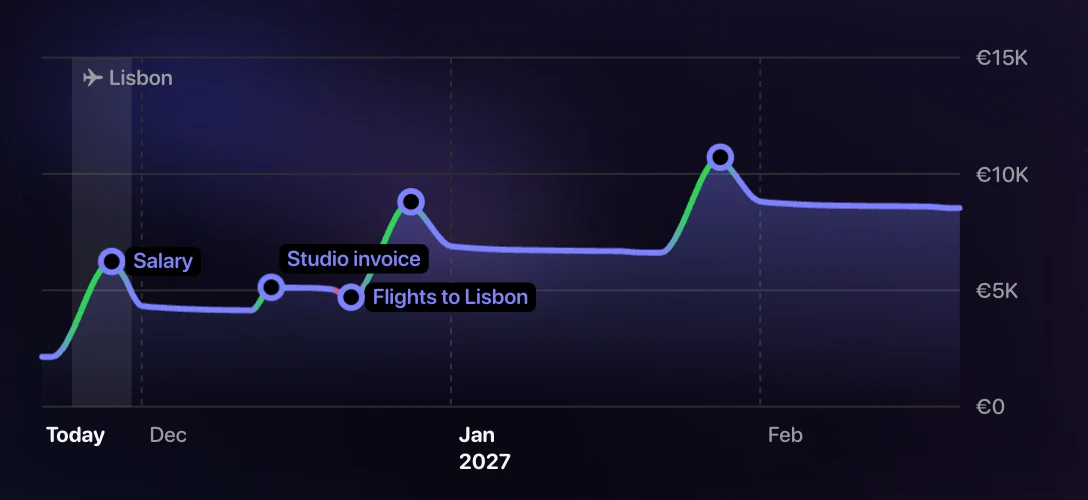 €15K
Lisbon
€10K
Salary
Studio invoice
Flights to Lisbon
€5K
€0
Today
Dec
Jan
2027
Feb